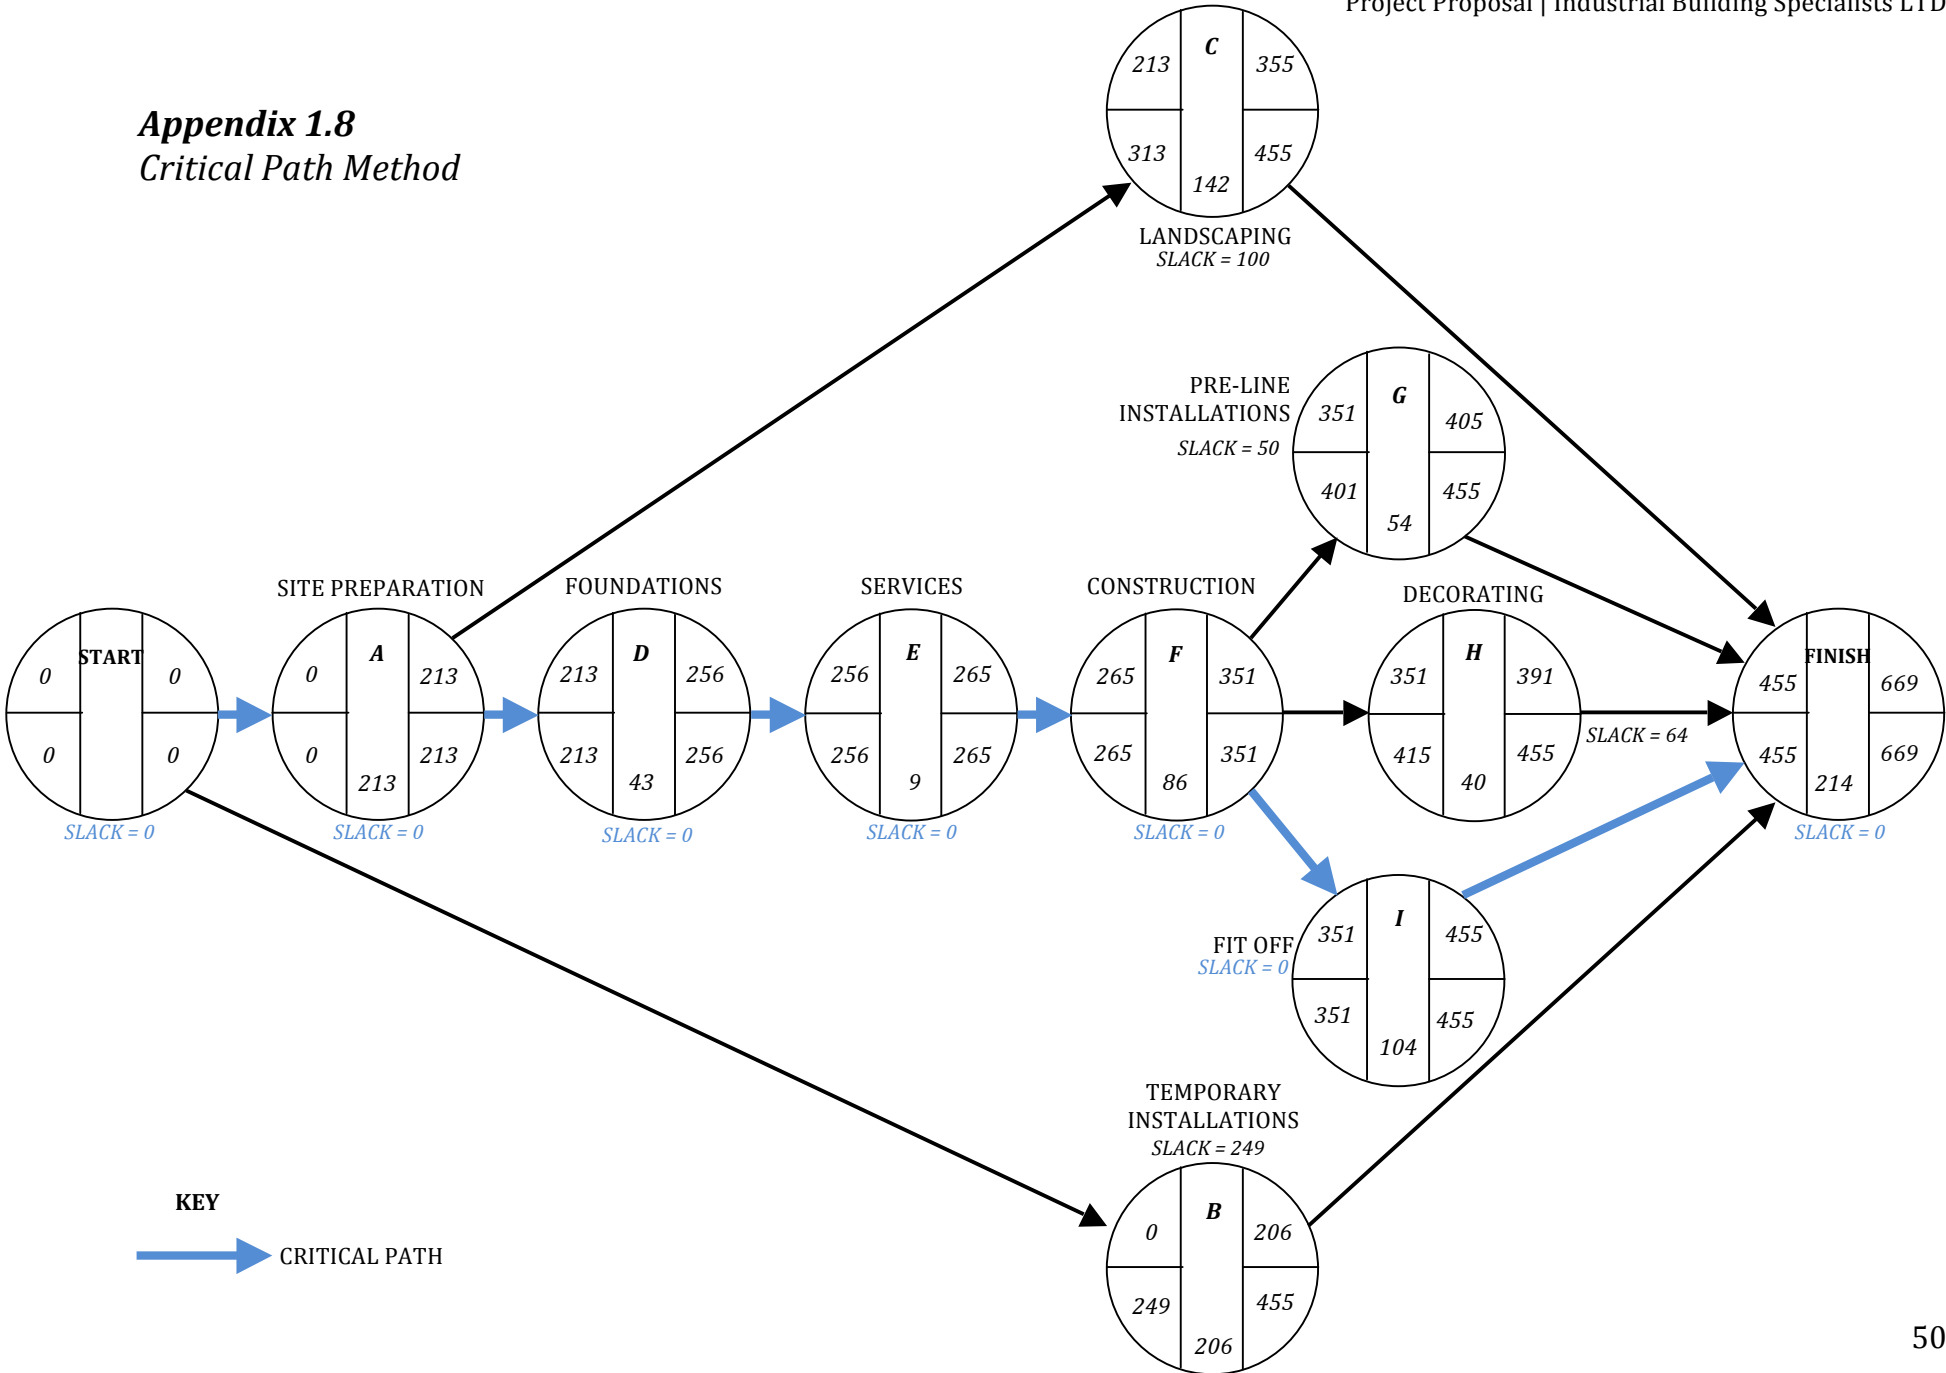 Project Proposal | Industrial Building Specialists LTD
Appendix 1.8
Critical Path Method
C
213
355
313
455
142
LANDSCAPING
SLACK = 100
PRE-LINE
INSTALLATIONS
SLACK = 50
G
351
405
401
455
54
START
0
0
0
0
SLACK = 0
SITE PREPARATION
A
0
213
0
213
213
SLACK = 0
FOUNDATIONS
D
213
256
213
256
43
SLACK = 0
SERVICES
E
256
265
256
265
9
SLACK = 0
CONSTRUCTION
F
265
351
265
351
86
SLACK = 0
DECORATING
H
351
391
415
455
40
SLACK = 64
FINISH
455
669
455
669
214
SLACK = 0
FIT OFF
SLACK = 0
I
351
455
351
455
104
TEMPORARY
INSTALLATIONS
SLACK = 249
B
0
206
249
455
206
KEY
CRITICAL PATH
50